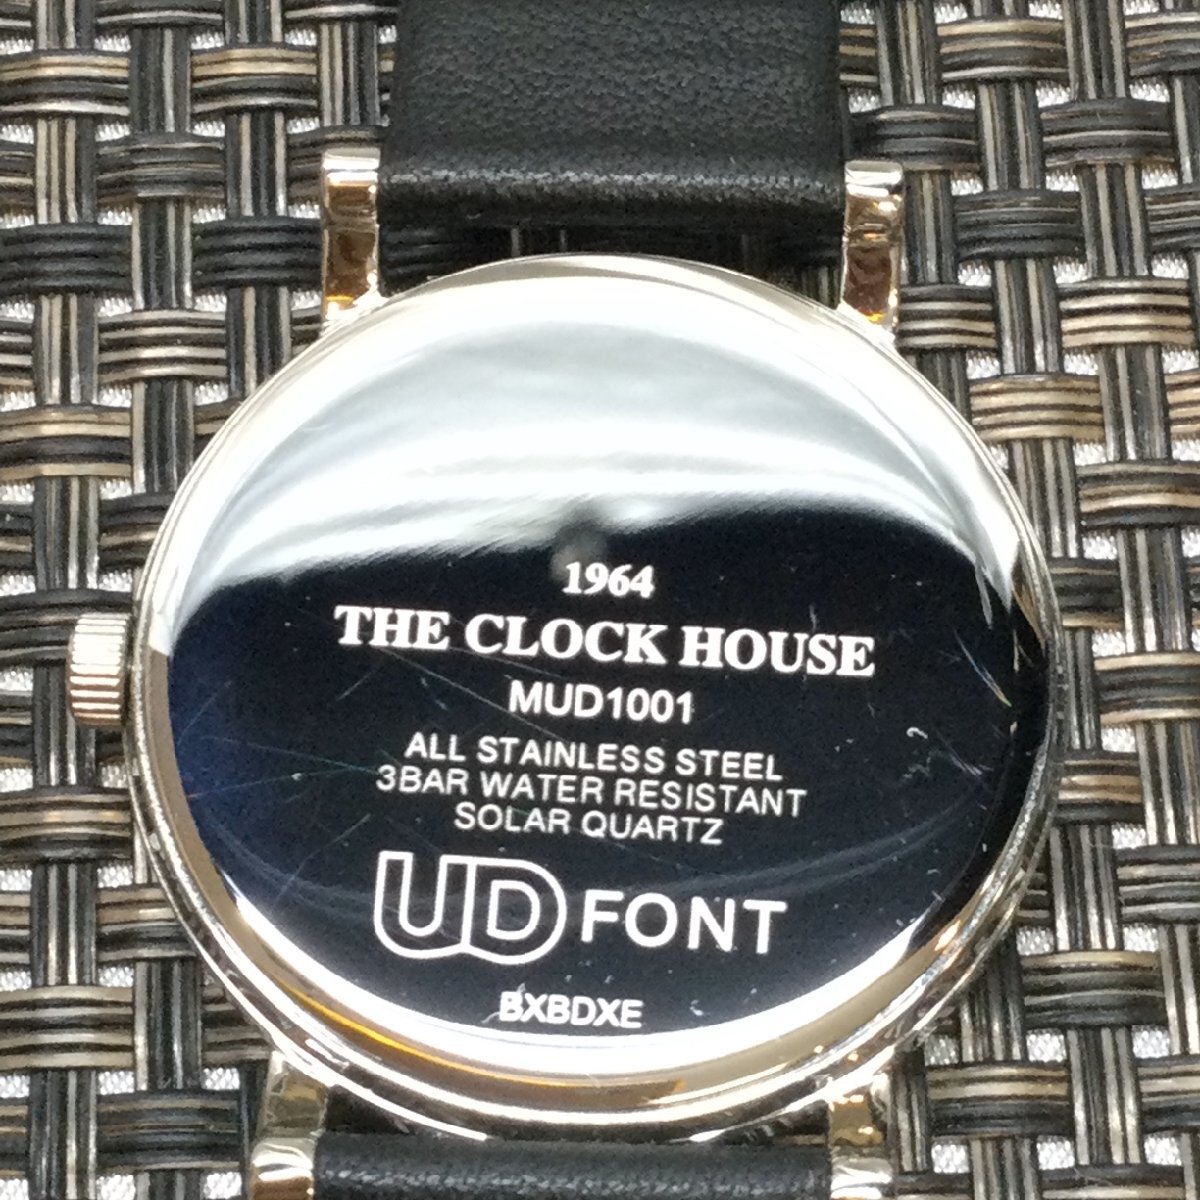 1964
THE CLOCK HOUSE
MUD1001
ALL STAINLESS STEEL
3BAR WATER RESISTANT
SOLAR QUARTZ
UD FONT
BXBDXE